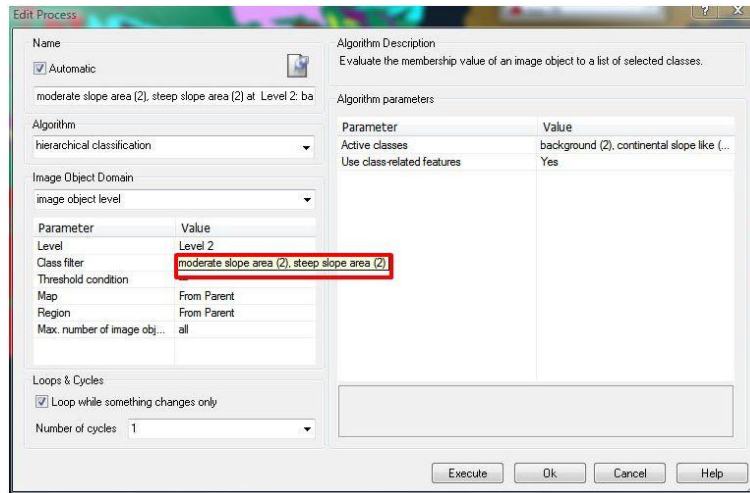 Edit Process
Name
Automatic
moderate slope area (2), steep slope area (2) at Level 2: ba
Algorithm
hierarchical classification
Image Object Domain
image object level
Parameter Value
Level Level 2
Class filter moderate slope area (2), steep slope area (2)
Threshold condition
Map From Parent
Region From Parent
Max. number of image obj... all
Loops & Cycles
Loop while something changes only
Number of cycles 1
Algorithm Description
Evaluate the membership value of an image object to a list of selected classes.
Algorithm parameters
Parameter Value
Active classes background (2), continental slope like (...
Use class-related features Yes
Execute Ok Cancel Help